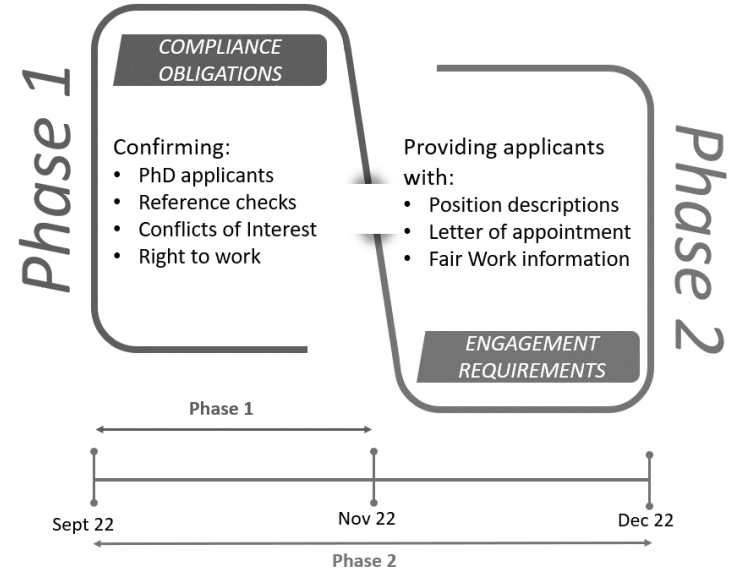 Phase 1
COMPLIANCE
OBLIGATIONS
Confirming:
• PhD applicants
• Reference checks
• Conflicts of Interest
• Right to work
Providing applicants
with:
• Position descriptions
• Letter of appointment
• Fair Work information
ENGAGEMENT
REQUIREMENTS
Phase 2
Phase 1
Sept 22
Nov 22
Dec 22
Phase 2